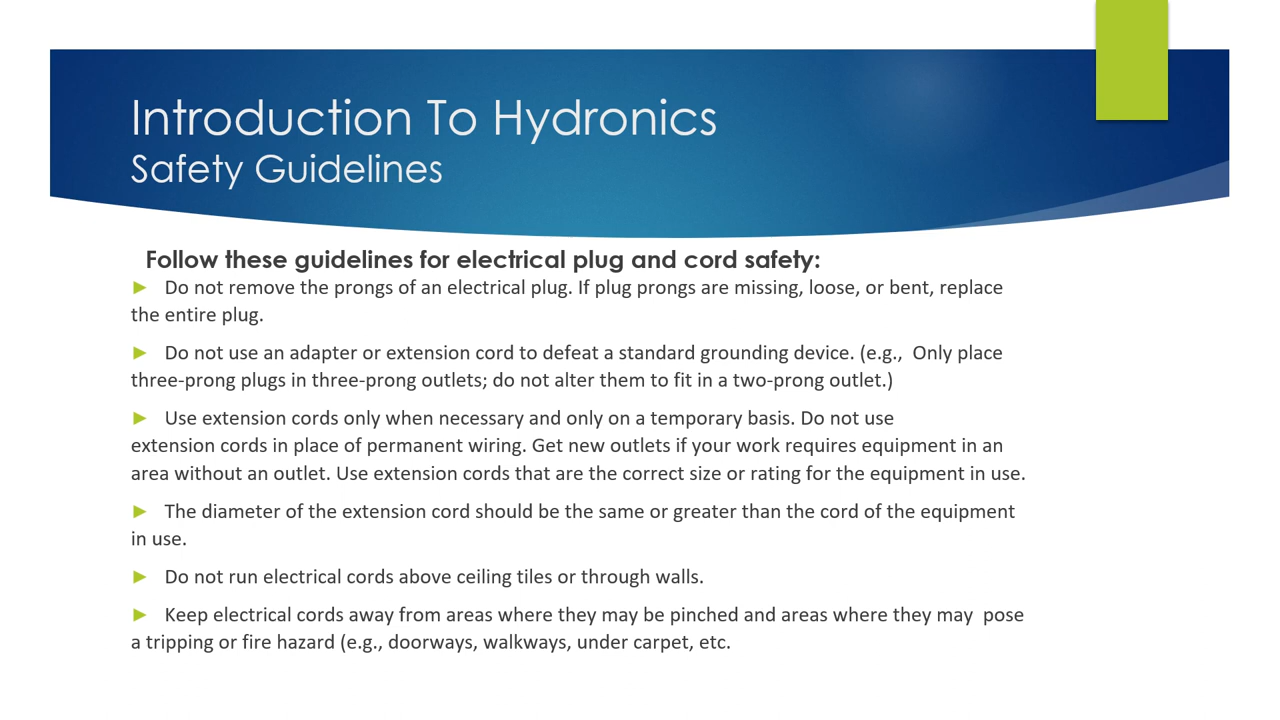 Introduction To Hydronics
Safety Guidelines
Follow these guidelines for electrical plug and cord safety:
► Do not remove the prongs of an electrical plug. If plug prongs are missing, loose, or bent, replace
the entire plug.
► Do not use an adapter or extension cord to defeat a standard grounding device. (e.g.,  Only place
three-prong plugs in three-prong outlets; do not alter them to fit in a two-prong outlet.)
► Use extension cords only when necessary and only on a temporary basis. Do not use
extension cords in place of permanent wiring. Get new outlets if your work requires equipment in an
area without an outlet. Use extension cords that are the correct size or rating for the equipment in use.
► The diameter of the extension cord should be the same or greater than the cord of the equipment
in use.
► Do not run electrical cords above ceiling tiles or through walls.
► Keep electrical cords away from areas where they may be pinched and areas where they may  pose
a tripping or fire hazard (e.g., doorways, walkways, under carpet, etc.